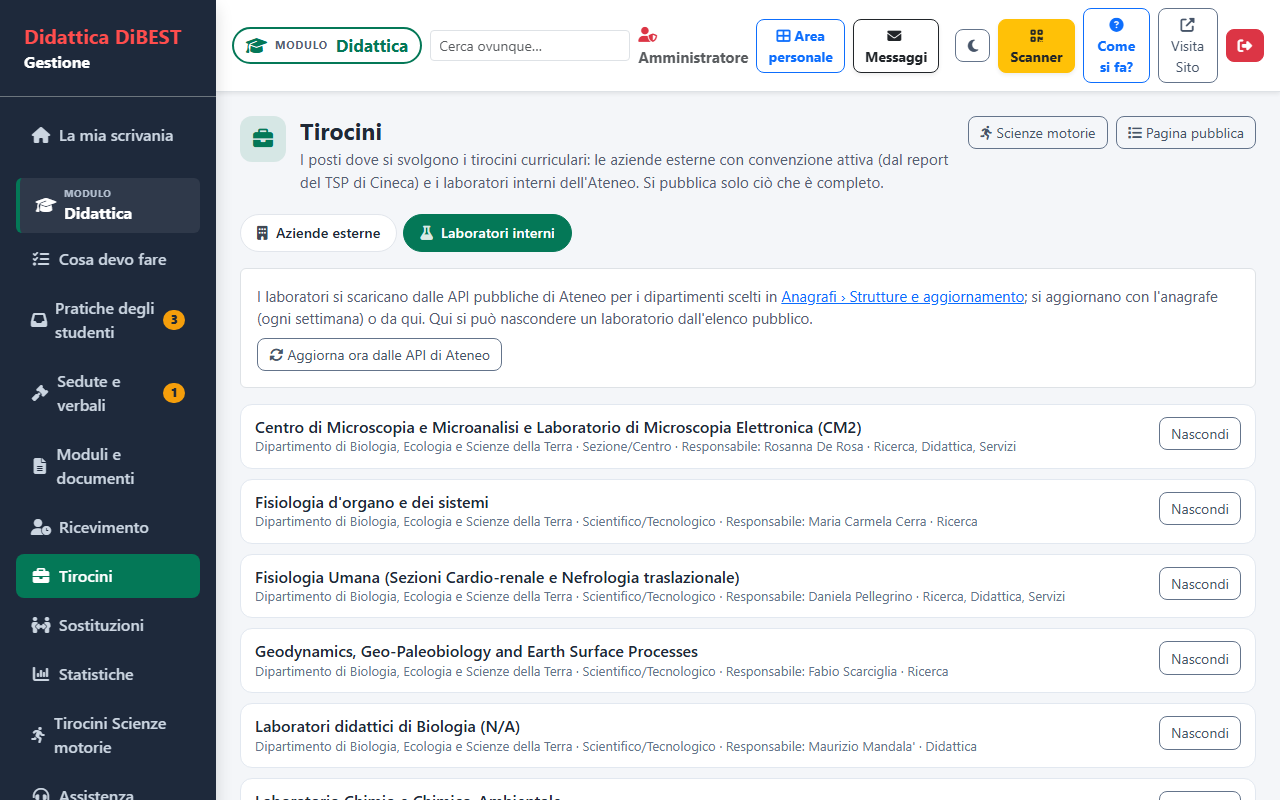 Didattica DiBEST
Gestione
La mia scrivania
MODULO
Didattica
Cosa devo fare
Pratiche degli
studenti
3
Sedute e
verbali
1
Moduli e
documenti
Ricevimento
Tirocini
Sostituzioni
Statistiche
Tirocini Scienze
motorie
Assistenza
MODULO Didattica
Cerca ovunque...
Amministratore
Area
personale
Messaggi
Scanner
Come
si fa?
Visita
Sito
Tirocini
I posti dove si svolgono i tirocini curriculari: le aziende esterne con convenzione attiva (dal report
del TSP di Cineca) e i laboratori interni dell'Ateneo. Si pubblica solo ciò che è completo.
Scienze motorie
Pagina pubblica
Aziende esterne
Laboratori interni
I laboratori si scaricano dalle API pubbliche di Ateneo per i dipartimenti scelti in Anagrafi › Strutture e aggiornamento; si aggiornano con l'anagrafe
(ogni settimana) o da qui. Qui si può nascondere un laboratorio dall'elenco pubblico.
Aggiorna ora dalle API di Ateneo
Centro di Microscopia e Microanalisi e Laboratorio di Microscopia Elettronica (CM2)
Dipartimento di Biologia, Ecologia e Scienze della Terra · Sezione/Centro · Responsabile: Rosanna De Rosa · Ricerca, Didattica, Servizi
Nascondi
Fisiologia d'organo e dei sistemi
Dipartimento di Biologia, Ecologia e Scienze della Terra · Scientifico/Tecnologico · Responsabile: Maria Carmela Cerra · Ricerca
Nascondi
Fisiologia Umana (Sezioni Cardio-renale e Nefrologia traslazionale)
Dipartimento di Biologia, Ecologia e Scienze della Terra · Scientifico/Tecnologico · Responsabile: Daniela Pellegrino · Ricerca, Didattica, Servizi
Nascondi
Geodynamics, Geo-Paleobiology and Earth Surface Processes
Dipartimento di Biologia, Ecologia e Scienze della Terra · Scientifico/Tecnologico · Responsabile: Fabio Scarciglia · Ricerca
Nascondi
Laboratori didattici di Biologia (N/A)
Dipartimento di Biologia, Ecologia e Scienze della Terra · Scientifico/Tecnologico · Responsabile: Maurizio Mandala' · Didattica
Nascondi
Laboratorio Chimio e Chimica Ambientale